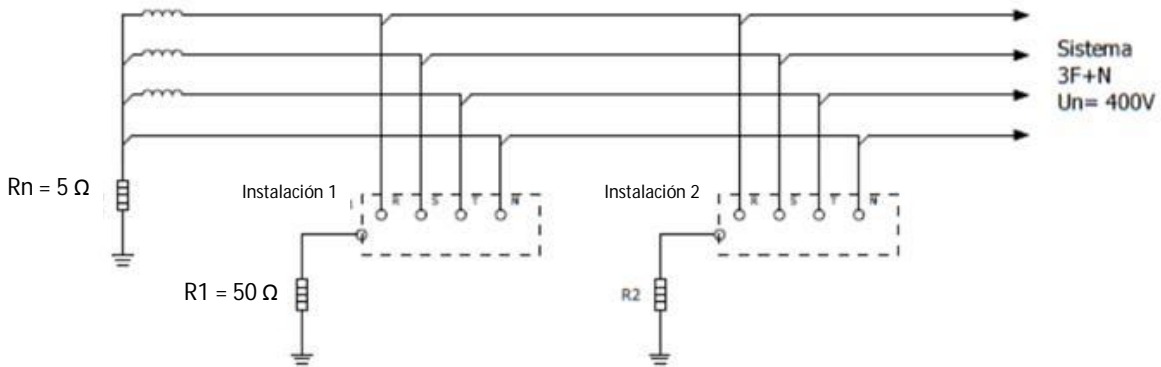 Sistema
3F+N
Un= 400V
Rn = 5 Ω
Instalación 1
R S T N
Instalación 2
R S T N
R1 = 50 Ω
R2